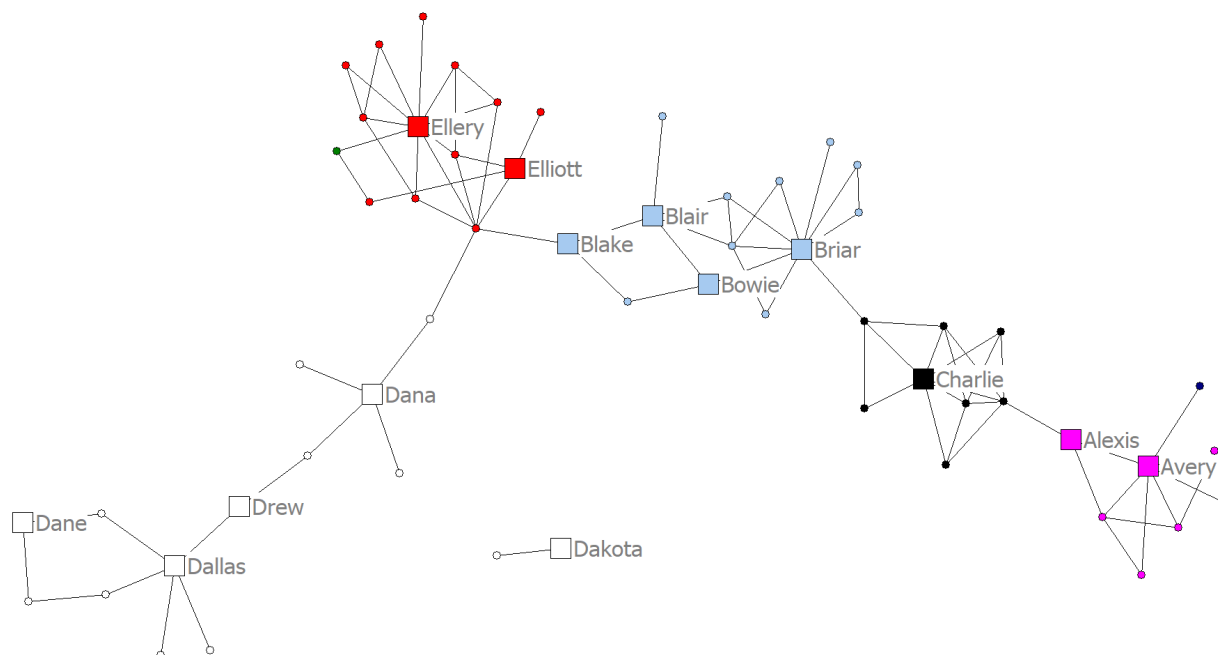 Ellery
Elliott
Blair
Blake
Briar
Bowie
Charlie
Dana
Alexis
Avery
Drew
Dane
Dakota
Dallas